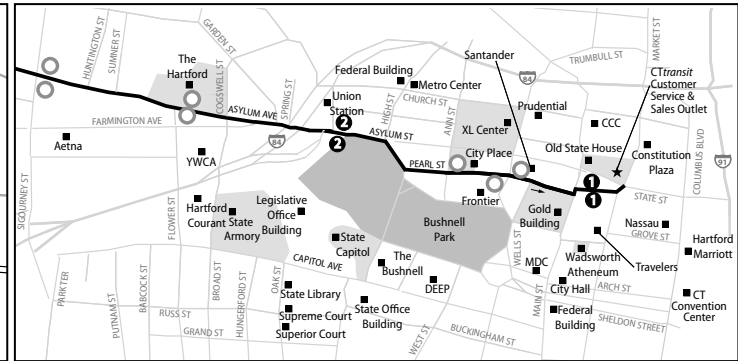 HUNTINGTON ST
SUMNER ST
GARDEN ST
The
Hartford
COGSWELL ST
ASYLUM AVE
FARMINGTON AVE
Aetna
YWCA
SPRING ST
Union
Station
Federal Building
Metro Center
HIGH ST
CHURCH ST
ANN ST
Santander
84
TRUMBULL ST
MARKET ST
CTtransit
Customer
Service &
Sales Outlet
Prudential
XL Center
CCC
Old State House
Constitution
Plaza
COLUMBUS BLVD
91
84
2
2
ASYLUM ST
PEARL ST
City Place
1
1
STATE ST
SIGOURNEY ST
FLOWER ST
Hartford
Courant
State
Armory
Legislative
Office
Building
State
Capitol
Bushnell
Park
Frontier
Gold
Building
Nassau
GROVE ST
Hartford
Marriott
Travelers
WELLS ST
MDC
Wadsworth
Atheneum
City Hall
ARCH ST
CT
Convention
Center
MAIN ST
Federal
Building
SHELDON STREET
The
Bushnell
DEEP
CAPITOL AVE
PARK TER
PUTNAM ST
BABCOCK ST
BROAD ST
HUNGERFORD ST
OAK ST
State Library
Supreme Court
Superior Court
State Office
Building
RUSS ST
GRAND ST
WEST ST
BUCKINGHAM ST